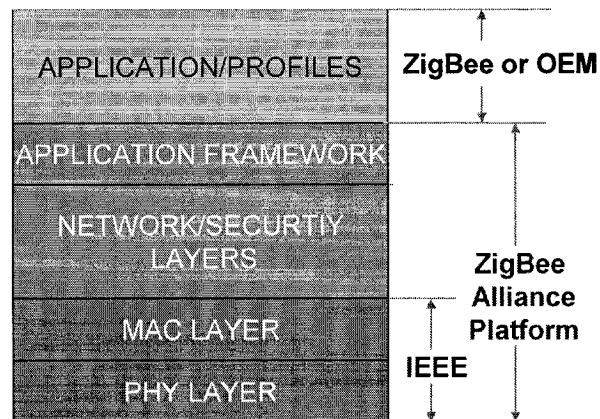 APPLICATION/PROFILES
ZigBee or OEM
APPLICATION FRAMEWORK
NETWORK/SECURTIY
LAYERS
ZigBee
Alliance
Platform
MAC LAYER
IEEE
PHY LAYER